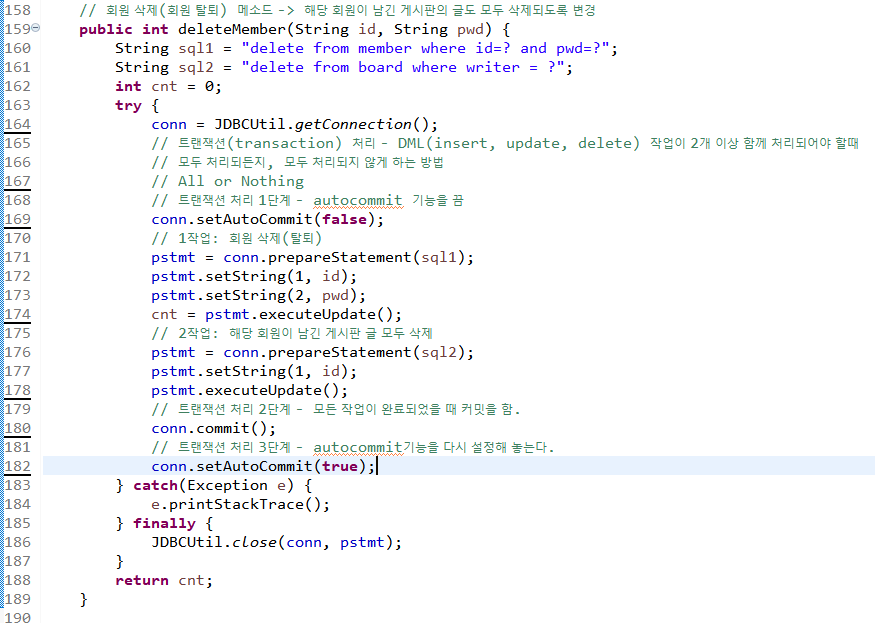 158 // 회원 삭제(회원 탈퇴) 메소드 -> 해당 회원이 남긴 게시판의 글도 모두 삭제되도록 변경
159 public int deleteMember(String id, String pwd) {
160 String sql1 = "delete from member where id=? and pwd=?";
161 String sql2 = "delete from board where writer = ?";
162 int cnt = 0;
163 try {
164 conn = JDBCUtil.getConnection();
165 // 트랜잭션(transaction) 처리 - DML(insert, update, delete) 작업이 2개 이상 함께 처리되어야 할때
166 // 모두 처리되든지, 모두 처리되지 않게 하는 방법
167 // All or Nothing
168 // 트랜잭션 처리 1단계 - autocommit 기능을 끔
169 conn.setAutoCommit(false);
170 // 1작업: 회원 삭제(탈퇴)
171 pstmt = conn.prepareStatement(sql1);
172 pstmt.setString(1, id);
173 pstmt.setString(2, pwd);
174 cnt = pstmt.executeUpdate();
175 // 2작업: 해당 회원이 남긴 게시판 글 모두 삭제
176 pstmt = conn.prepareStatement(sql2);
177 pstmt.setString(1, id);
178 pstmt.executeUpdate();
179 // 트랜잭션 처리 2단계 - 모든 작업이 완료되었을 때 커밋을 함.
180 conn.commit();
181 // 트랜잭션 처리 3단계 - autocommit기능을 다시 설정해 놓는다.
182 conn.setAutoCommit(true);
183 } catch(Exception e) {
184 e.printStackTrace();
185 } finally {
186 JDBCUtil.close(conn, pstmt);
187 }
188 return cnt;
189 }
190